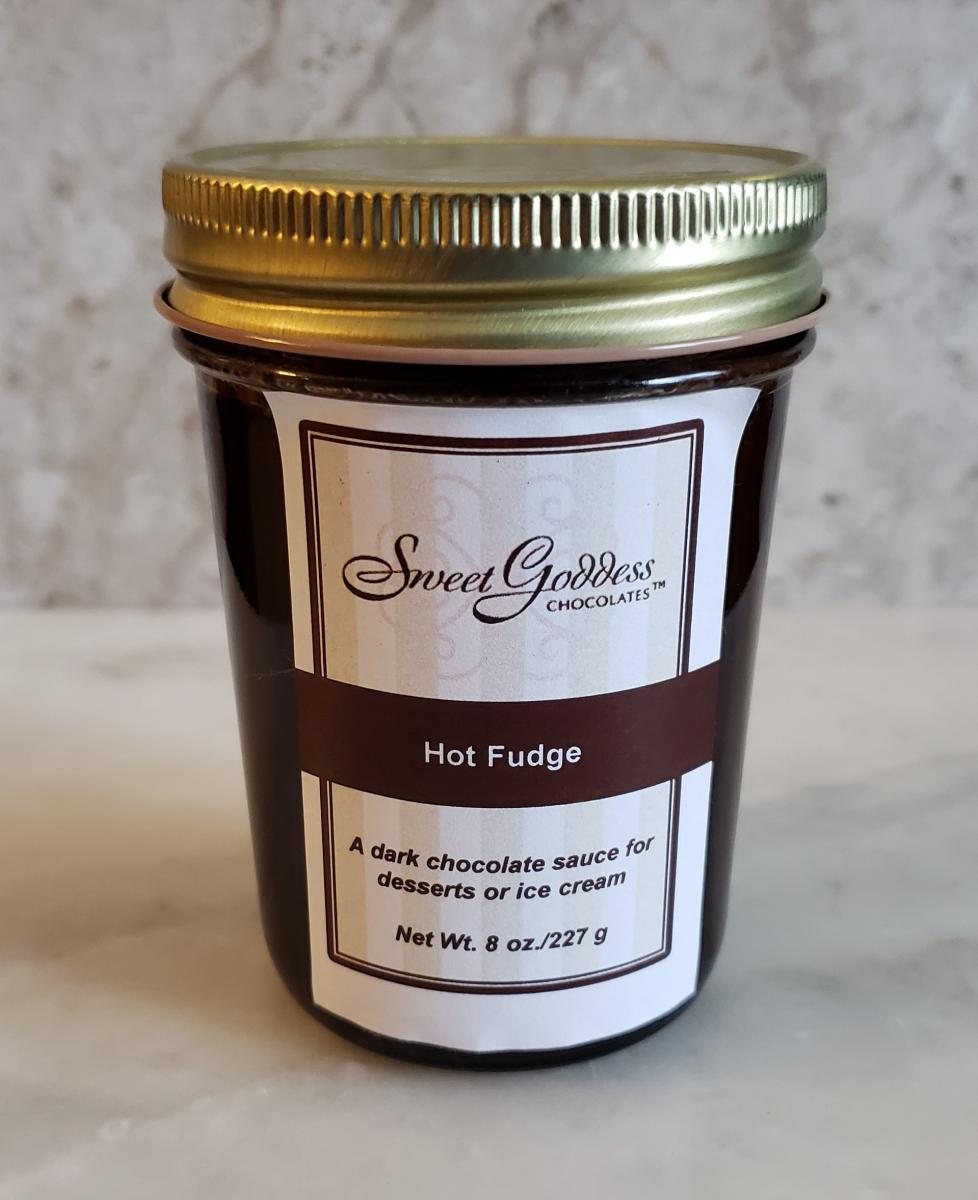 Sweet Goddess
CHOCOLATES™
Hot Fudge
A dark chocolate sauce for
desserts or ice cream
Net Wt. 8 oz./227 g